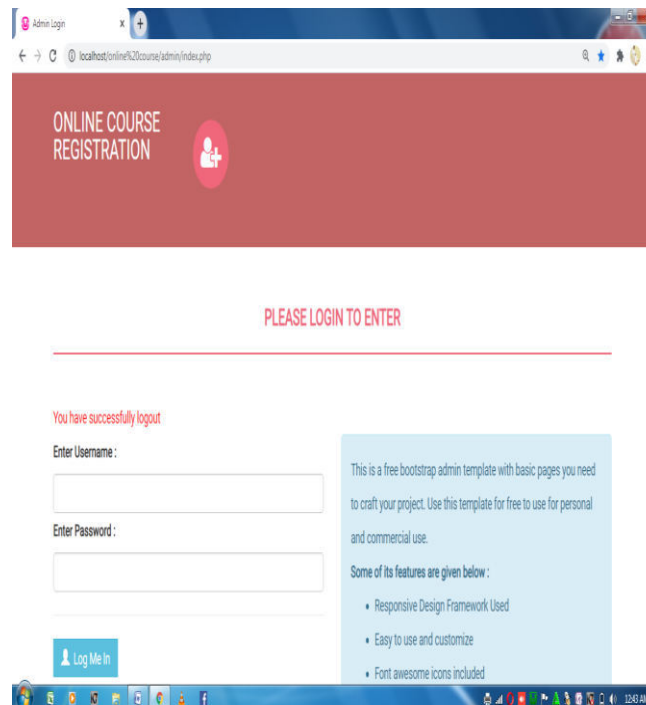 Admin Login
localhost/online%20course/admin/index.php
ONLINE COURSE
REGISTRATION
PLEASE LOGIN TO ENTER
You have successfully logout
Enter Username :
Enter Password :
Log Me In
This is a free bootstrap admin template with basic pages you need
to craft your project. Use this template for free to use for personal
and commercial use.
Some of its features are given below :
• Responsive Design Framework Used
• Easy to use and customize
• Font awesome icons included
12:43 AM